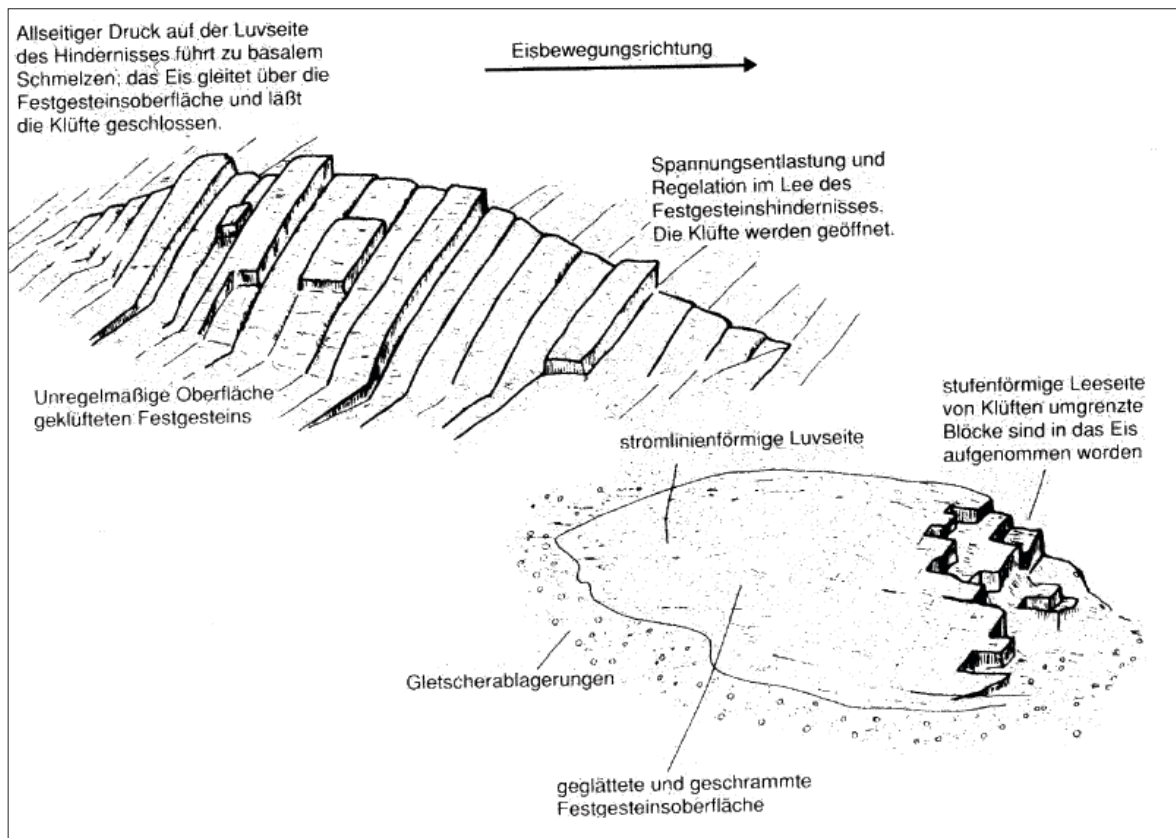 Allseitiger Druck auf der Luvseite
des Hindernisses führt zu basalem
Schmelzen; das Eis gleitet über die
Festgesteinsoberfläche und läßt
die Klüfte geschlossen.
Eisbewegungsrichtung
Spannungsentlastung und
Regelation im Lee des
Festgesteinshindernisses.
Die Klüfte werden geöffnet.
Unregelmäßige Oberfläche
geklüfteten Festgesteins
stromlinienförmige Luvseite
stufenförmige Leeseite
von Klüften umgrenzte
Blöcke sind in das Eis
aufgenommen worden
Gletscherablagerungen
geglättete und geschrammte
Festgesteinsoberfläche